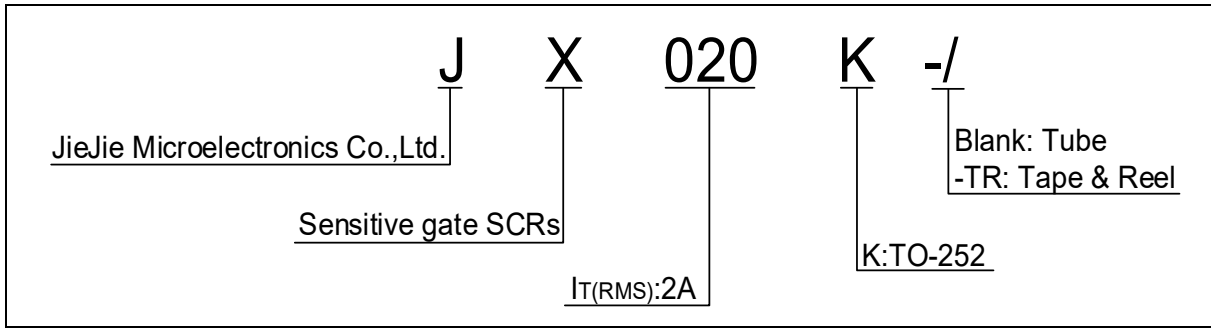 J X 020 K -/
JieJie Microelectronics Co.,Ltd.
Blank: Tube
-TR: Tape & Reel
Sensitive gate SCRs
K:TO-252
IT(RMS):2A